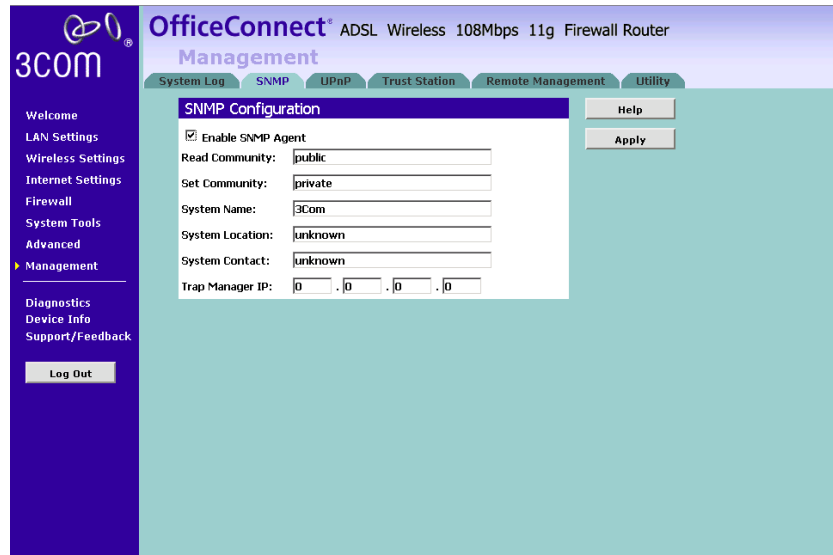 3COM®
OfficeConnect® ADSL Wireless 108Mbps 11g Firewall Router
Management
System Log SNMP UPnP Trust Station Remote Management Utility
Welcome
LAN Settings
Wireless Settings
Internet Settings
Firewall
System Tools
Advanced
Management
Diagnostics
Device Info
Support/Feedback
Log Out
SNMP Configuration
Enable SNMP Agent
Read Community: public
Set Community: private
System Name: 3Com
System Location: unknown
System Contact: unknown
Trap Manager IP: 0 . 0 . 0 . 0
Help
Apply